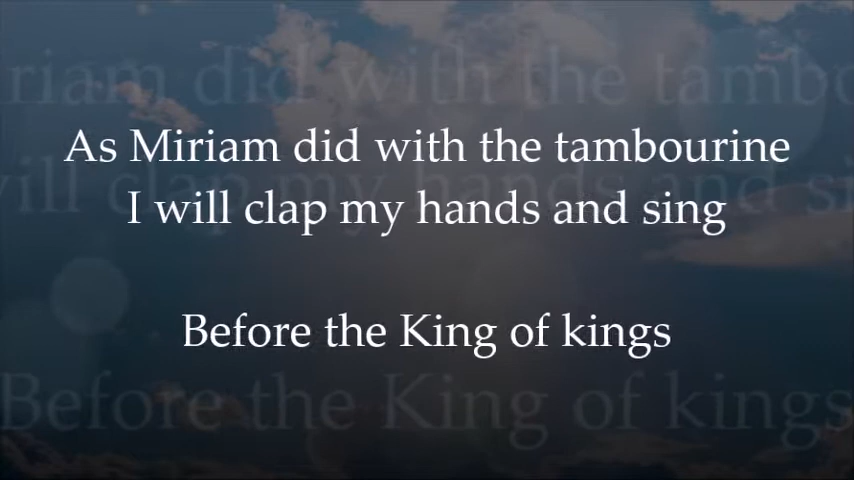 As Miriam did with the tambourine
I will clap my hands and sing
Before the King of kings